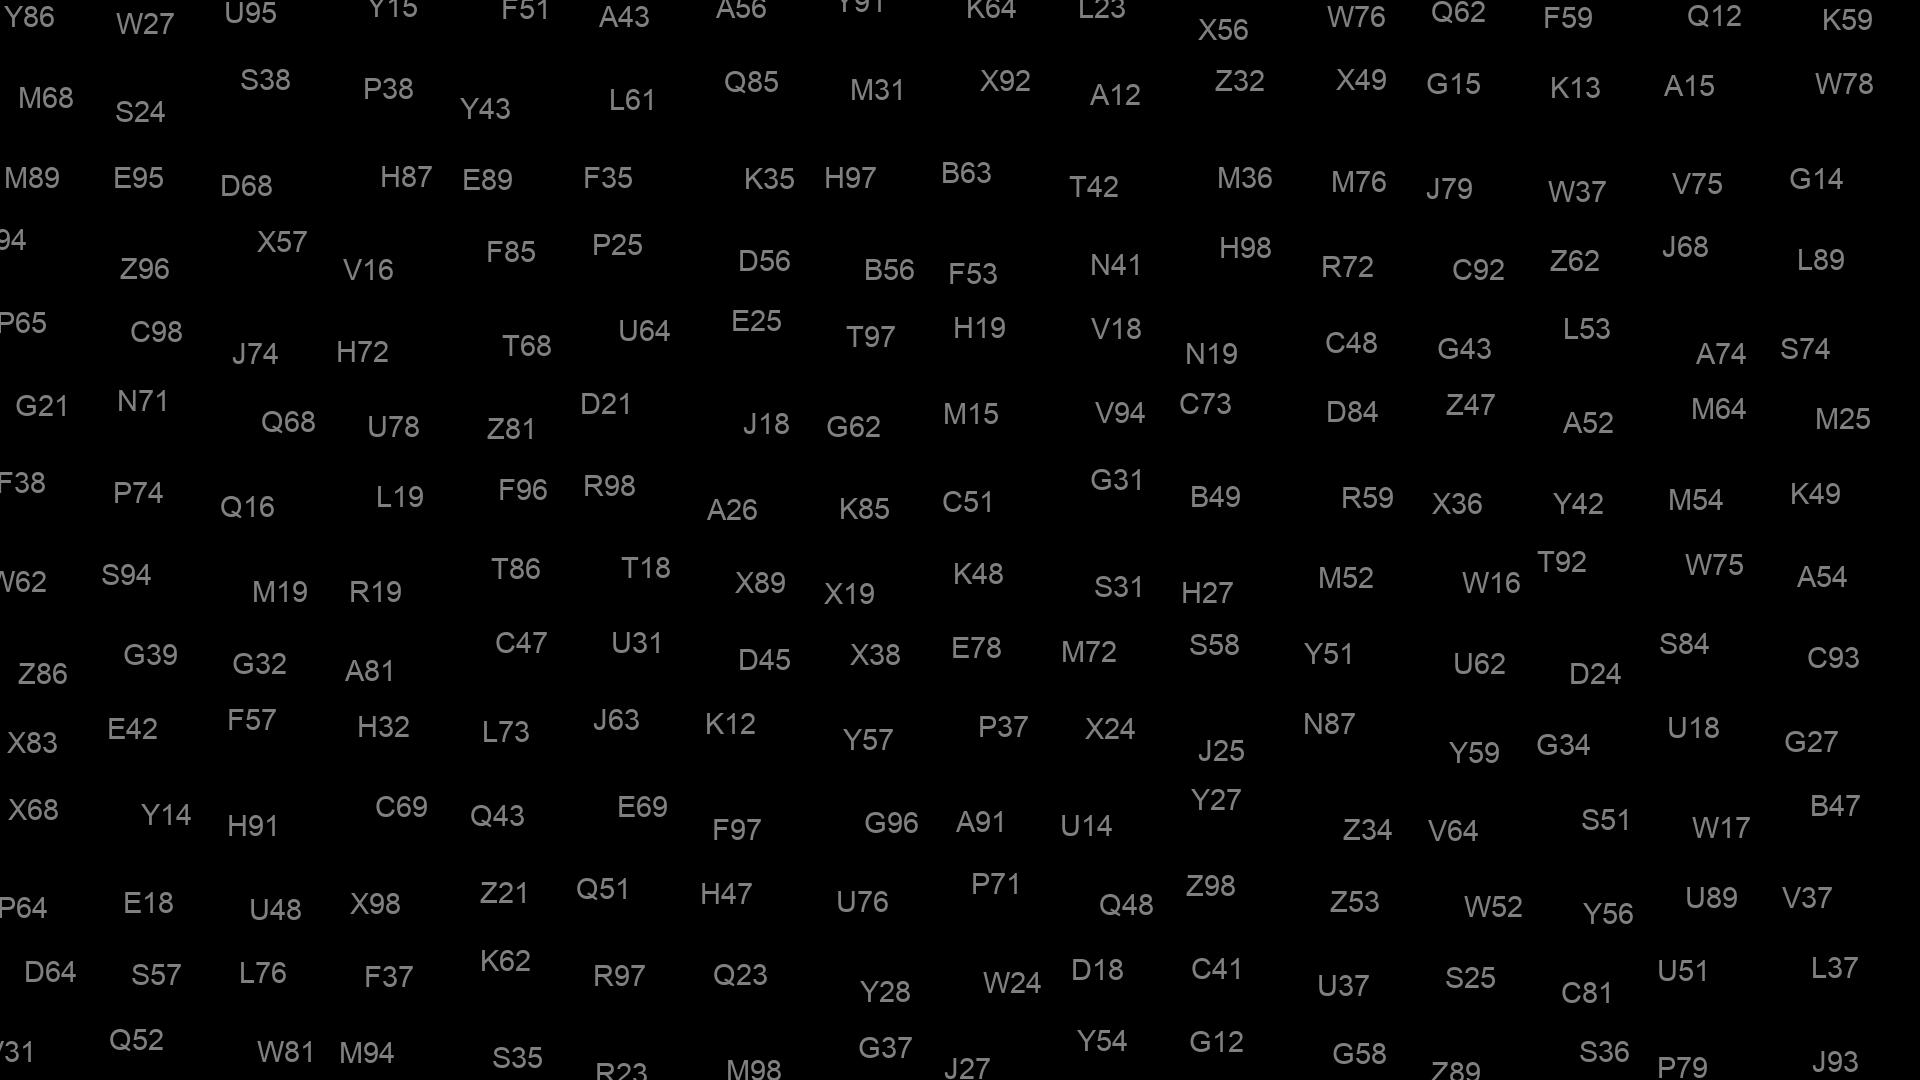 Y86 W27 U95 Y15 F51 A43 A56 Y91 K64 L23 X56 W76 Q62 F59 Q12 K59
M68 S24 S38 P38 Y43 L61 Q85 M31 X92 A12 Z32 X49 G15 K13 A15 W78
M89 E95 D68 H87 E89 F35 K35 H97 B63 T42 M36 M76 J79 W37 V75 G14
94 Z96 X57 V16 F85 P25 D56 B56 F53 N41 H98 R72 C92 Z62 J68 L89
P65 C98 J74 H72 T68 U64 E25 T97 H19 V18 N19 C48 G43 L53 A74 S74
G21 N71 Q68 U78 Z81 D21 J18 G62 M15 V94 C73 D84 Z47 A52 M64 M25
F38 P74 Q16 L19 F96 R98 A26 K85 C51 G31 B49 R59 X36 Y42 M54 K49
W62 S94 M19 R19 T86 T18 X89 X19 K48 S31 H27 M52 W16 T92 W75 A54
Z86 G39 G32 A81 C47 U31 D45 X38 E78 M72 S58 Y51 U62 D24 S84 C93
X83 E42 F57 H32 L73 J63 K12 Y57 P37 X24 J25 N87 Y59 G34 U18 G27
X68 Y14 H91 C69 Q43 E69 F97 G96 A91 U14 Y27 Z34 V64 S51 W17 B47
P64 E18 U48 X98 Z21 Q51 H47 U76 P71 Q48 Z98 Z53 W52 Y56 U89 V37
D64 S57 L76 F37 K62 R97 Q23 Y28 W24 D18 C41 U37 S25 C81 U51 L37
31 Q52 W81 M94 S35 R23 M98 G37 J27 Y54 G12 G58 Z89 S36 P79 J93